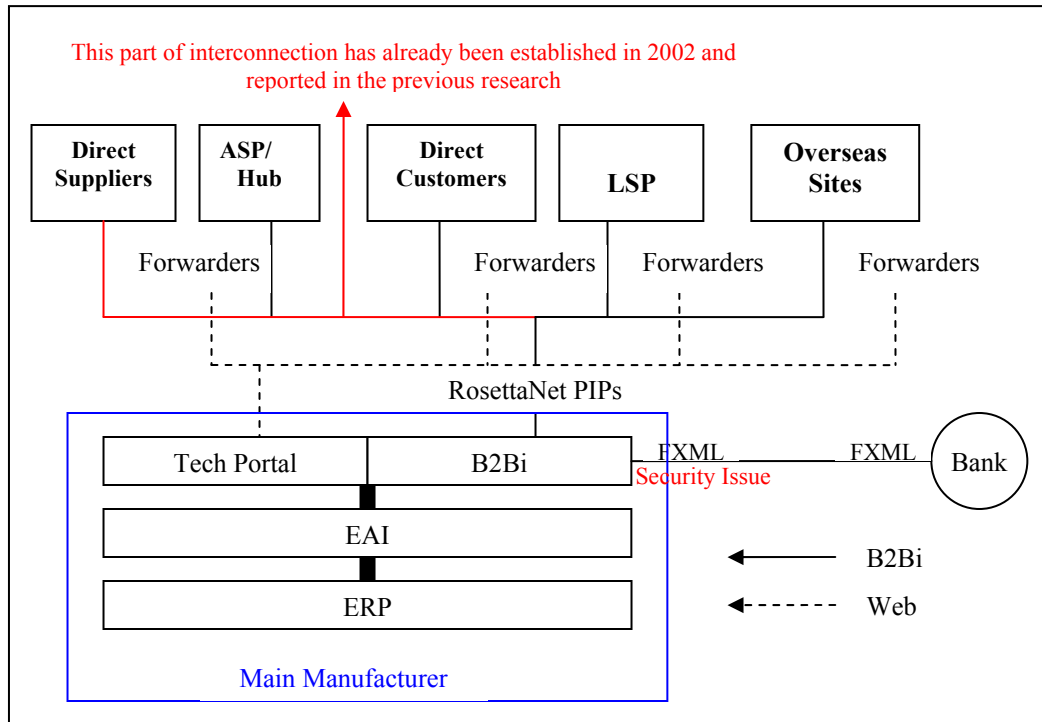 This part of interconnection has already been established in 2002 and
reported in the previous research
Direct
Suppliers
ASP/
Hub
Direct
Customers
LSP
Overseas
Sites
Forwarders
Forwarders
Forwarders
Forwarders
RosettaNet PIPs
Tech Portal
B2Bi
FXML
FXML
Security Issue
Bank
EAI
ERP
B2Bi
Web
Main Manufacturer